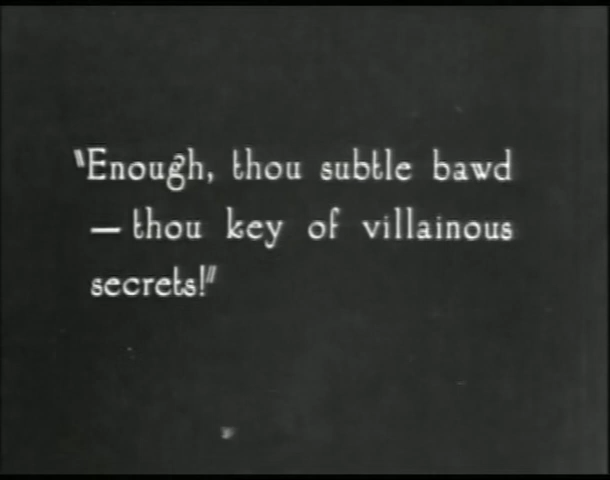 "Enough, thou subtle bawd
— thou key of villainous
secrets!"